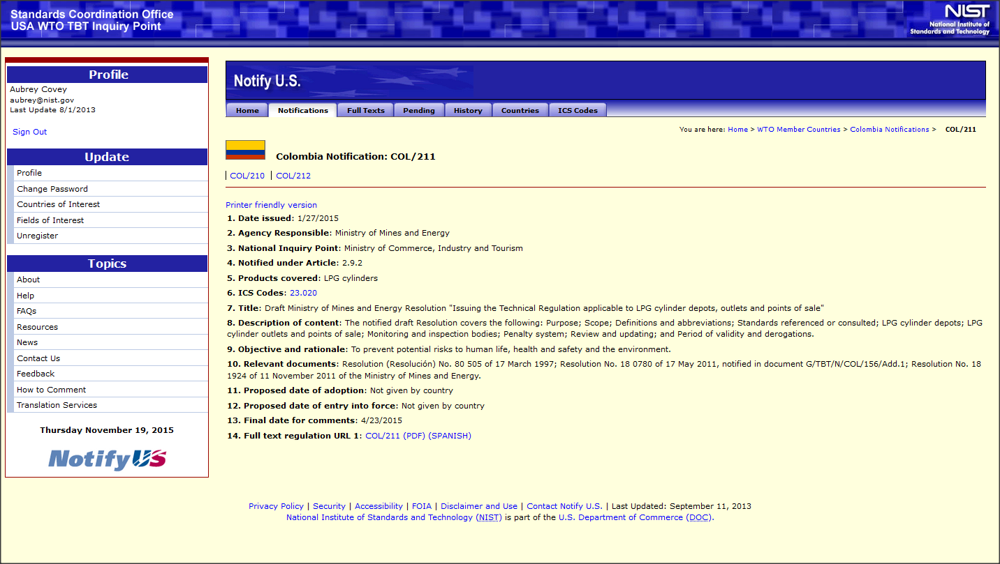 Standards Coordination Office
USA WTO TBT Inquiry Point
NIST
National Institute of
Standards and Technology
Profile
Aubrey Covey
aubrey@nist.gov
Last Update 8/1/2013
Sign Out
Update
Profile
Change Password
Countries of Interest
Fields of Interest
Unregister
Topics
About
Help
FAQs
Resources
News
Contact Us
Feedback
How to Comment
Translation Services
Thursday November 19, 2015
NotifyUS
Notify U.S.
Home Notifications Full Texts Pending History Countries ICS Codes
You are here: Home > WTO Member Countries > Colombia Notifications > COL/211
Colombia Notification: COL/211
| COL/210 | COL/212
Printer friendly version
1. Date issued: 1/27/2015
2. Agency Responsible: Ministry of Mines and Energy
3. National Inquiry Point: Ministry of Commerce, Industry and Tourism
4. Notified under Article: 2.9.2
5. Products covered: LPG cylinders
6. ICS Codes: 23.020
7. Title: Draft Ministry of Mines and Energy Resolution "Issuing the Technical Regulation applicable to LPG cylinder depots, outlets and points of sale"
8. Description of content: The notified draft Resolution covers the following: Purpose; Scope; Definitions and abbreviations; Standards referenced or consulted; LPG cylinder depots; LPG
cylinder outlets and points of sale; Monitoring and inspection bodies; Penalty system; Review and updating; and Period of validity and derogations.
9. Objective and rationale: To prevent potential risks to human life, health and safety and the environment.
10. Relevant documents: Resolution (Resolución) No. 80 505 of 17 March 1997; Resolution No. 18 0780 of 17 May 2011, notified in document G/TBT/N/COL/156/Add.1; Resolution No. 18
1924 of 11 November 2011 of the Ministry of Mines and Energy.
11. Proposed date of adoption: Not given by country
12. Proposed date of entry into force: Not given by country
13. Final date for comments: 4/23/2015
14. Full text regulation URL 1: COL/211 (PDF) (SPANISH)
Privacy Policy | Security | Accessibility | FOIA | Disclaimer and Use | Contact Notify U.S. | Last Updated: September 11, 2013
National Institute of Standards and Technology (NIST) is part of the U.S. Department of Commerce (DOC).